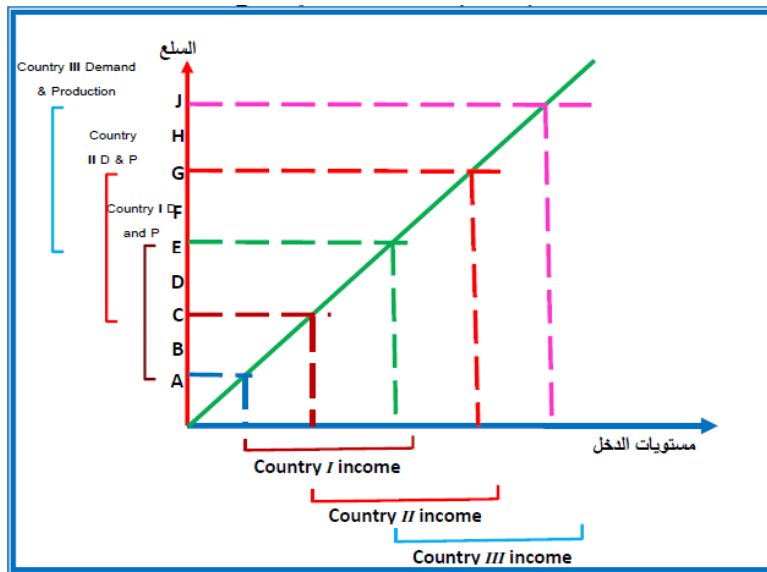 السلع
Country III Demand
& Production
Country
II D & P
Country I D
and P
J
H
G
F
E
D
C
B
A
مستويات الدخل
Country I income
Country II income
Country III income